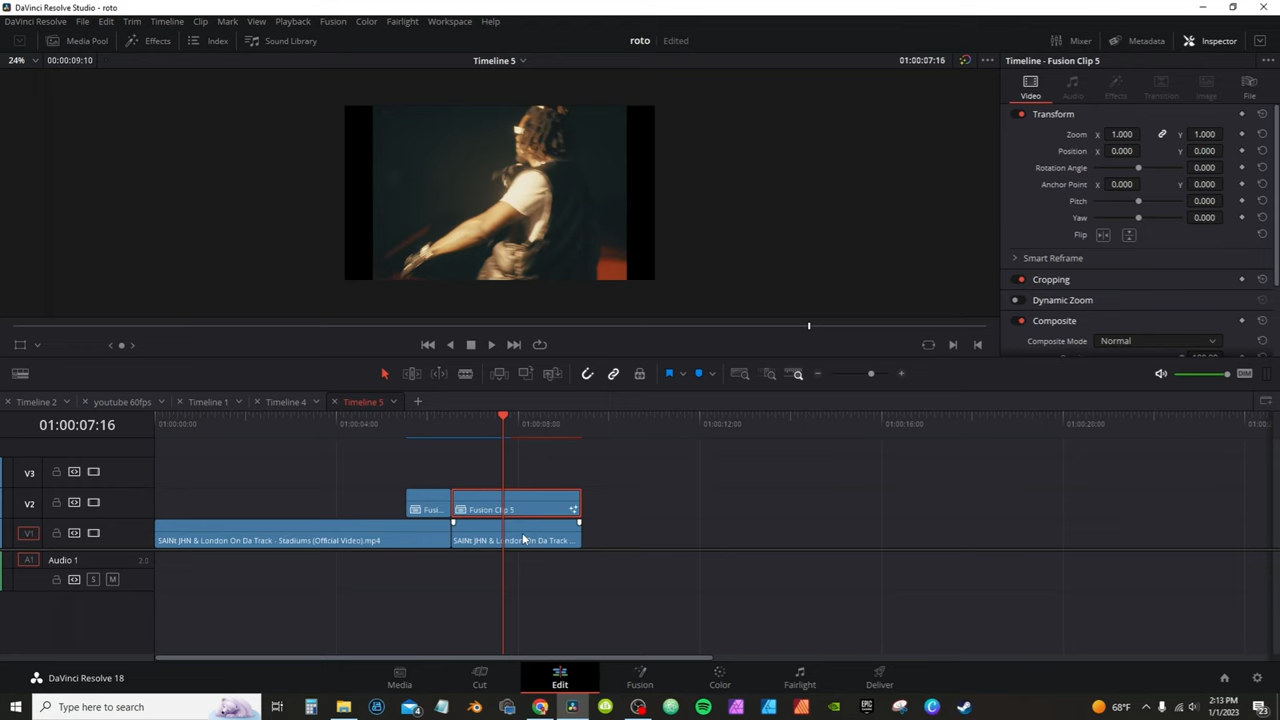 DaVinci Resolve Studio - roto
DaVinci Resolve File Edit Trim Timeline Clip Mark View Playback Fusion Color Fairlight Workspace Help
Media Pool Effects Index Sound Library roto Edited Mixer Metadata Inspector
24% 00:00:09:10 Timeline 5 01:00:07:16 Timeline - Fusion Clip 5
Video Audio Effects Transition Image File
Transform
Zoom X 1.000 Y 1.000
Position X 0.000 Y 0.000
Rotation Angle 0.000
Anchor Point X 0.000 Y 0.000
Pitch 0.000
Yaw 0.000
Flip
Smart Reframe
Cropping
Dynamic Zoom
Composite
Composite Mode Normal
DIM
Timeline 2 youtube 60fps Timeline 1 Timeline 4 Timeline 5
01:00:07:16 01:00:00:00 01:00:04:00 01:00:08:00 01:00:12:00 01:00:16:00 01:00:20:00
V3
V2 Fusi... Fusion Clip 5
V1 SAINt JHN & London On Da Track - Stadiums (Official Video).mp4 SAINt JHN & London On Da Track ...
A1 Audio 1 2.0
S M
DaVinci Resolve 18 Media Cut Edit Fusion Color Fairlight Deliver
Type here to search 68°F 2:13 PM
1/1/2023 23